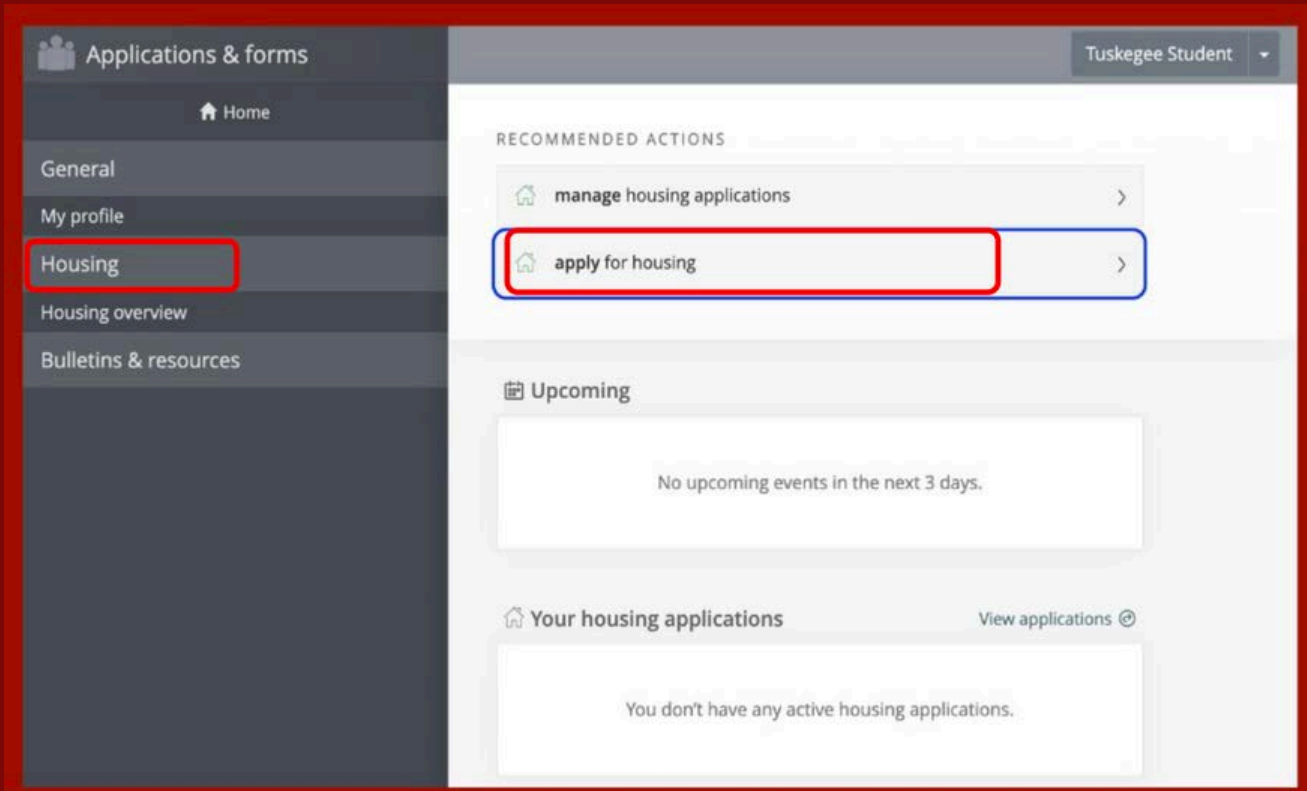 Applications & forms
Tuskegee Student
Home
General
My profile
Housing
Housing overview
Bulletins & resources
RECOMMENDED ACTIONS
manage housing applications
apply for housing
Upcoming
No upcoming events in the next 3 days.
Your housing applications
View applications
You don't have any active housing applications.